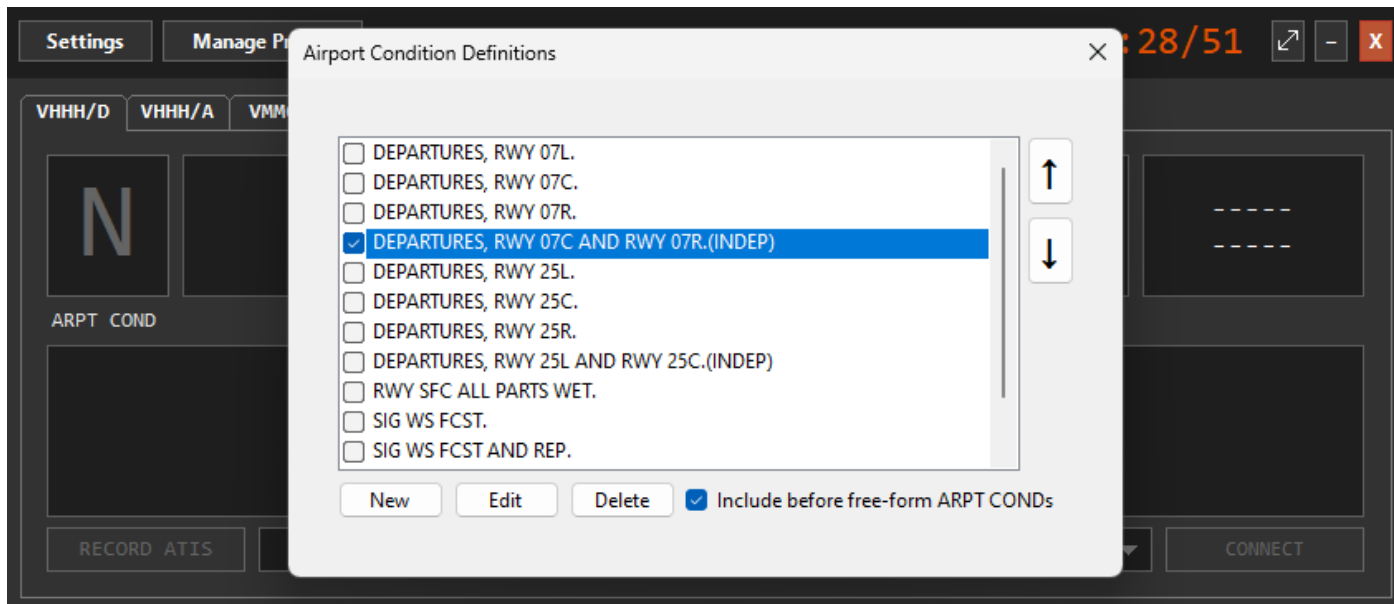 Settings
Manage Pr
:28/51
X
Airport Condition Definitions
VHHH/D
VHHH/A
VMM
N
-----
-----
ARPT COND
DEPARTURES, RWY 07L.
DEPARTURES, RWY 07C.
DEPARTURES, RWY 07R.
DEPARTURES, RWY 07C AND RWY 07R.(INDEP)
DEPARTURES, RWY 25L.
DEPARTURES, RWY 25C.
DEPARTURES, RWY 25R.
DEPARTURES, RWY 25L AND RWY 25C.(INDEP)
RWY SFC ALL PARTS WET.
SIG WS FCST.
SIG WS FCST AND REP.
New
Edit
Delete
Include before free-form ARPT CONDs
RECORD ATIS
CONNECT